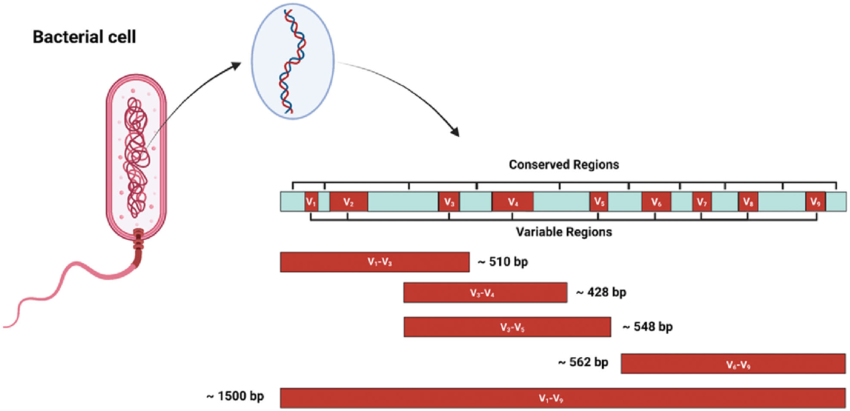 Bacterial cell
Conserved Regions
V1 V2 V3 V4 V5 V6 V7 V8 V9
Variable Regions
V1-V3 ~ 510 bp
V3-V4 ~ 428 bp
V3-V5 ~ 548 bp
~ 562 bp V6-V9
~ 1500 bp V1-V9